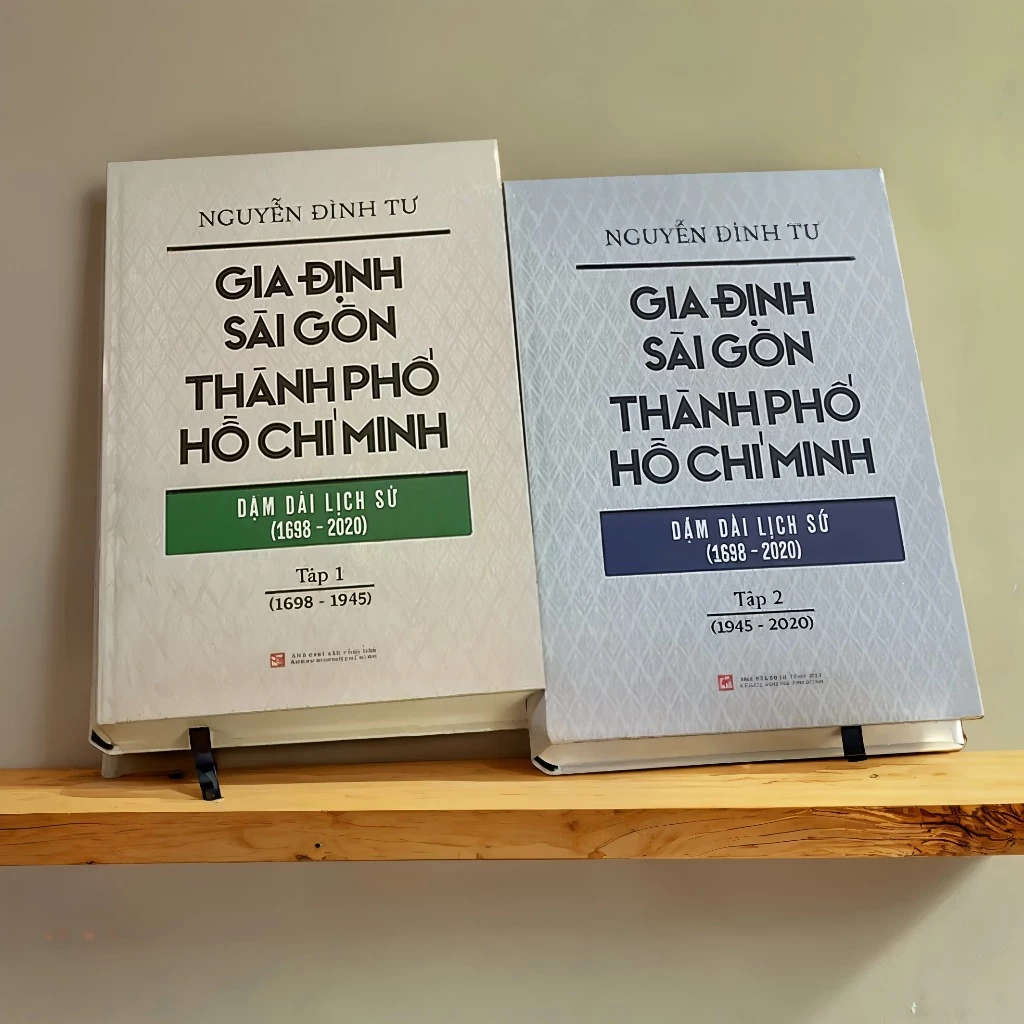 NGUYỄN ĐÌNH TƯ
GIA ĐỊNH
SÀI GÒN
THÀNH PHỐ
HỒ CHÍ MINH
DẶM DÀI LỊCH SỬ
(1698 - 2020)
Tập 1
(1698 - 1945)
NGUYỄN ĐÌNH TƯ
GIA ĐỊNH
SÀI GÒN
THÀNH PHỐ
HỒ CHÍ MINH
DẶM DÀI LỊCH SỬ
(1698 - 2020)
Tập 2
(1945 - 2020)